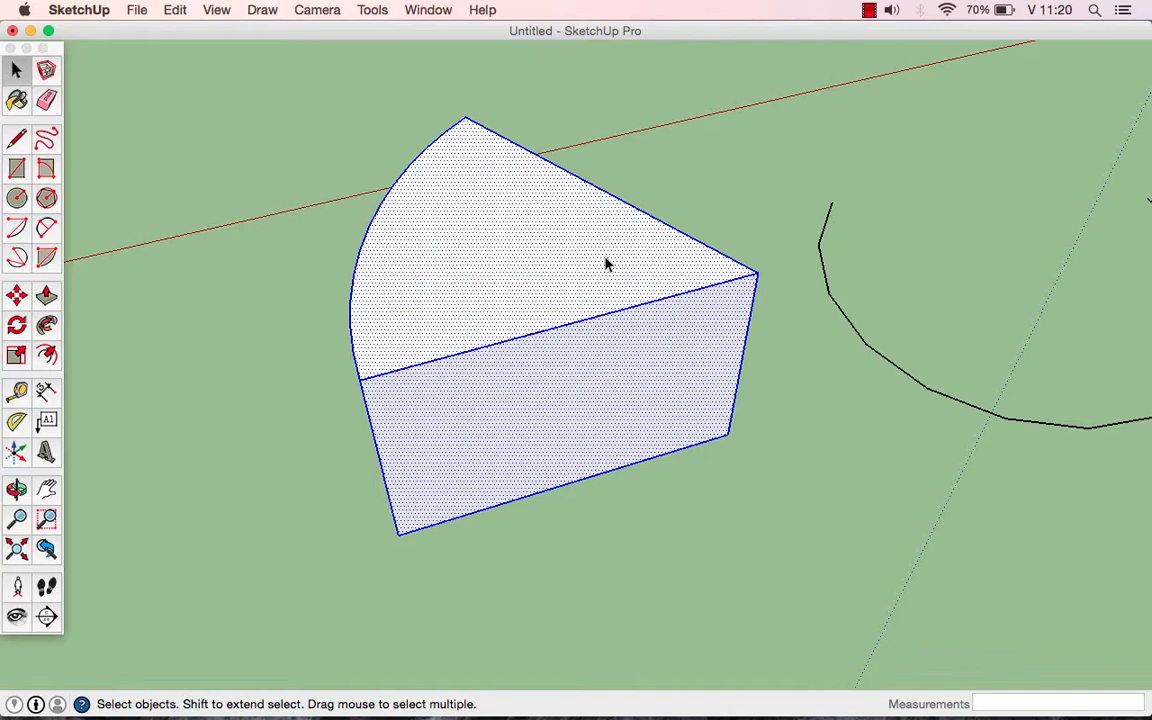 SketchUp File Edit View Draw Camera Tools Window Help 70% V 11:20
Untitled - SketchUp Pro
A1
Select objects. Shift to extend select. Drag mouse to select multiple. Measurements